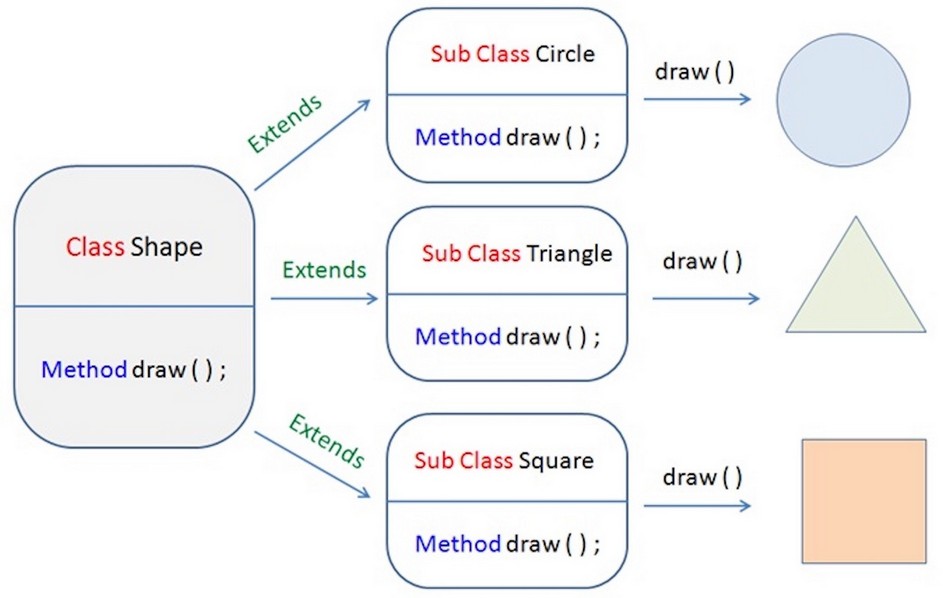 Class Shape
Method draw ( ) ;
Extends
Sub Class Circle
Method draw ( ) ;
draw ( )
Extends
Sub Class Triangle
Method draw ( ) ;
draw ( )
Extends
Sub Class Square
Method draw ( ) ;
draw ( )